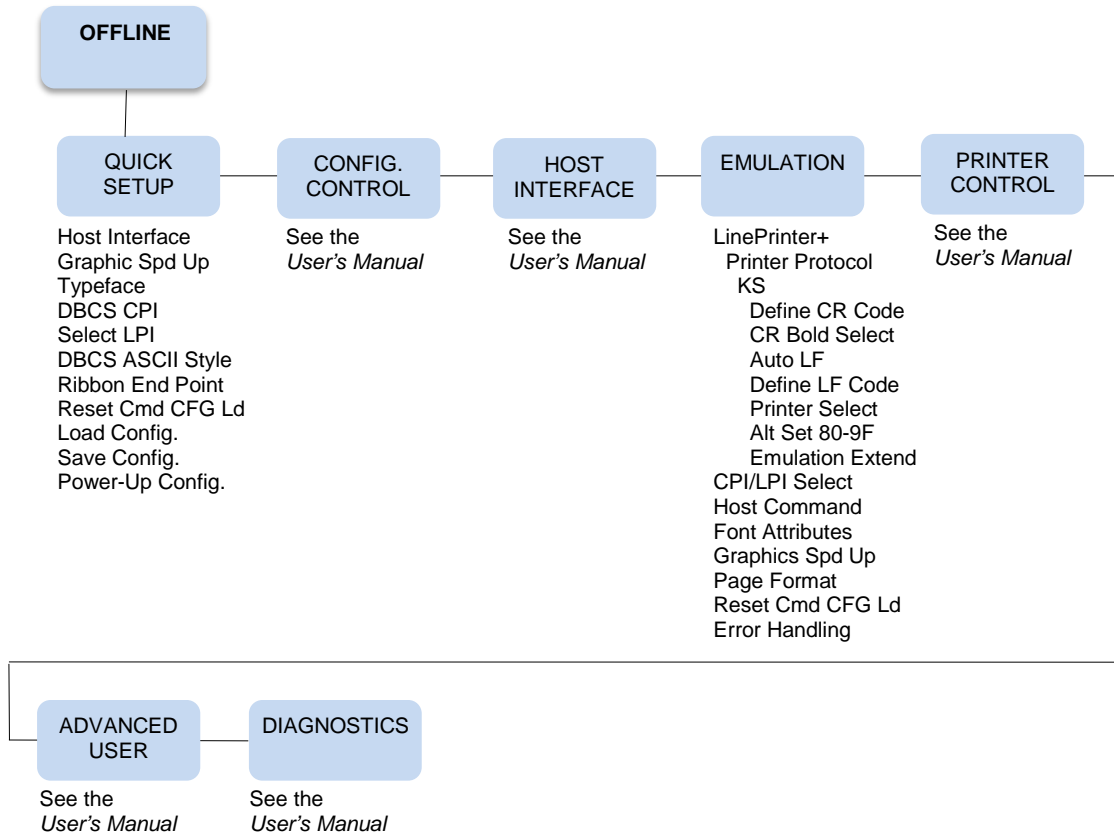 OFFLINE
QUICK
SETUP
CONFIG.
CONTROL
HOST
INTERFACE
EMULATION
PRINTER
CONTROL
Host Interface
Graphic Spd Up
Typeface
DBCS CPI
Select LPI
DBCS ASCII Style
Ribbon End Point
Reset Cmd CFG Ld
Load Config.
Save Config.
Power-Up Config.
See the
User's Manual
See the
User's Manual
LinePrinter+
Printer Protocol
KS
Define CR Code
CR Bold Select
Auto LF
Define LF Code
Printer Select
Alt Set 80-9F
Emulation Extend
CPI/LPI Select
Host Command
Font Attributes
Graphics Spd Up
Page Format
Reset Cmd CFG Ld
Error Handling
See the
User's Manual
ADVANCED
USER
DIAGNOSTICS
See the
User's Manual
See the
User's Manual